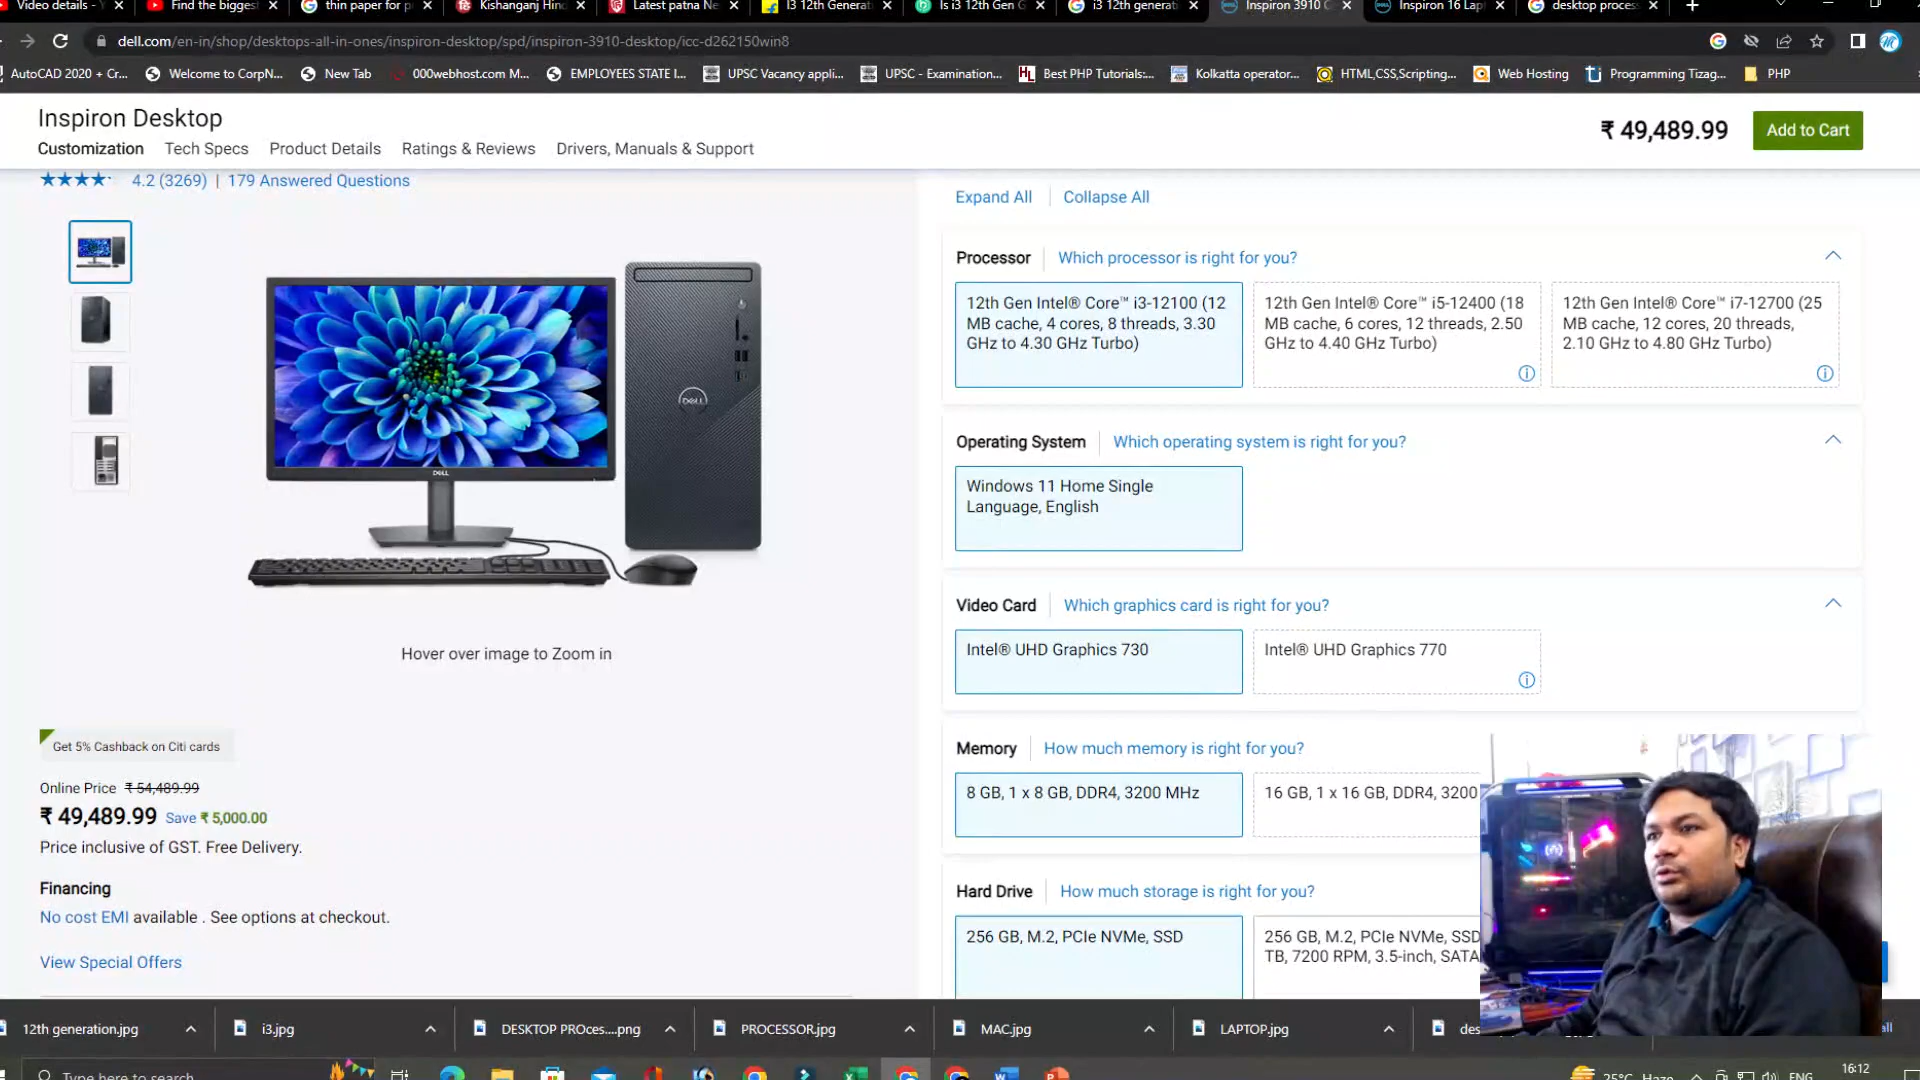 Video details - Y
Find the bigges
thin paper for p
Kishanganj Hind
Latest patna Ne
I3 12th Generat
Is i3 12th Gen G
i3 12th generati
Inspiron 3910 C
Inspiron 16 Lap
desktop proces
dell.com/en-in/shop/desktops-all-in-ones/inspiron-desktop/spd/inspiron-3910-desktop/icc-d262150win8
AutoCAD 2020 + Cr...
Welcome to CorpN...
New Tab
000webhost.com M...
EMPLOYEES STATE I...
UPSC Vacancy appli...
UPSC - Examination...
Best PHP Tutorials:...
Kolkatta operator...
HTML,CSS,Scripting...
Web Hosting
Programming Tizag...
PHP
Inspiron Desktop
₹ 49,489.99
Add to Cart
Customization
Tech Specs
Product Details
Ratings & Reviews
Drivers, Manuals & Support
4.2 (3269) | 179 Answered Questions
Hover over image to Zoom in
Get 5% Cashback on Citi cards
Online Price ₹ 54,489.99
₹ 49,489.99 Save ₹ 5,000.00
Price inclusive of GST. Free Delivery.
Financing
No cost EMI available . See options at checkout.
View Special Offers
Expand All
Collapse All
Processor
Which processor is right for you?
12th Gen Intel® Core™ i3-12100 (12
MB cache, 4 cores, 8 threads, 3.30
GHz to 4.30 GHz Turbo)
12th Gen Intel® Core™ i5-12400 (18
MB cache, 6 cores, 12 threads, 2.50
GHz to 4.40 GHz Turbo)
12th Gen Intel® Core™ i7-12700 (25
MB cache, 12 cores, 20 threads,
2.10 GHz to 4.80 GHz Turbo)
Operating System
Which operating system is right for you?
Windows 11 Home Single
Language, English
Video Card
Which graphics card is right for you?
Intel® UHD Graphics 730
Intel® UHD Graphics 770
Memory
How much memory is right for you?
8 GB, 1 x 8 GB, DDR4, 3200 MHz
16 GB, 1 x 16 GB, DDR4, 3200
Hard Drive
How much storage is right for you?
256 GB, M.2, PCIe NVMe, SSD
256 GB, M.2, PCIe NVMe, SSD
TB, 7200 RPM, 3.5-inch, SATA
DELL
DELL
12th generation.jpg
i3.jpg
DESKTOP PROces....png
PROCESSOR.jpg
MAC.jpg
LAPTOP.jpg
des
all
Type here to search
25°C Haze
ENG
16:12